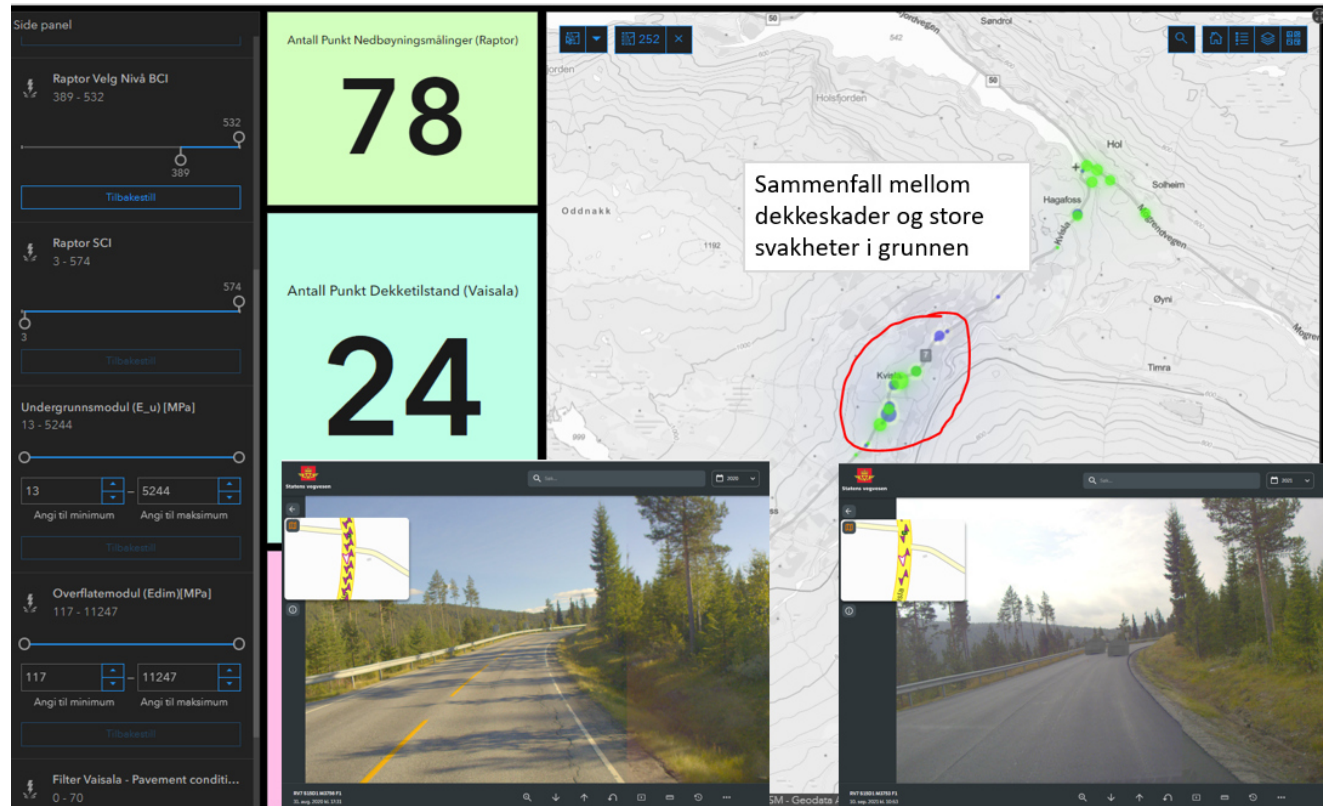 Side panel
Raptor Velg Nivå BCI
389 - 532
532
389
Tilbakestill
Raptor SCI
3 - 574
574
3
Tilbakestill
Undergrunnsmodul (E_u) [MPa]
13 - 5244
13
–
5244
Angi til minimum
Angi til maksimum
Tilbakestill
Overflatemodul (Edim)[MPa]
117 - 11247
117
–
11247
Angi til minimum
Angi til maksimum
Tilbakestill
Filter Vaisala - Pavement conditi...
0 - 70
Antall Punkt Nedbøyningsmålinger (Raptor)
78
Antall Punkt Dekketilstand (Vaisala)
24
252
50
Søndrol
542
50
Holsfjorden
Hol
Solheim
Hagafoss
Kvisla
Møgrendvegen
Oddnakk
1192
Øyni
Timra
7
999
Sammenfall mellom
dekkeskader og store
svakheter i grunnen
Statens vegvesen
2020
Statens vegvesen